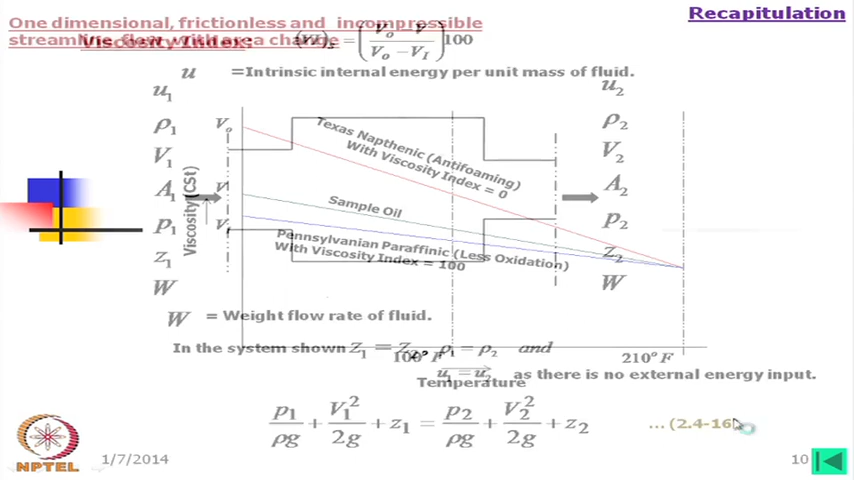 Recapitulation
One dimensional, frictionless and incompressible
streamline flow with area change
Viscosity Index: (VI)s = (Vo - V / Vo - VI) 100
u = Intrinsic internal energy per unit mass of fluid.
u1
ρ1
V1
A1
p1
z1
W
u2
ρ2
V2
A2
p2
z2
W
Viscosity (CSt)
Vo
V
V
Texas Napthenic (Antifoaming)
With Viscosity Index = 0
Sample Oil
Pennsylvanian Paraffinic (Less Oxidation)
With Viscosity Index = 100
W = Weight flow rate of fluid.
In the system shown z1 = z2, ρ1 = ρ2 and
100° F
210° F
u1 = u2 as there is no external energy input.
Temperature
p1/ρg + V1²/2g + z1 = p2/ρg + V2²/2g + z2 ... (2.4-16)
NPTEL
1/7/2014
10